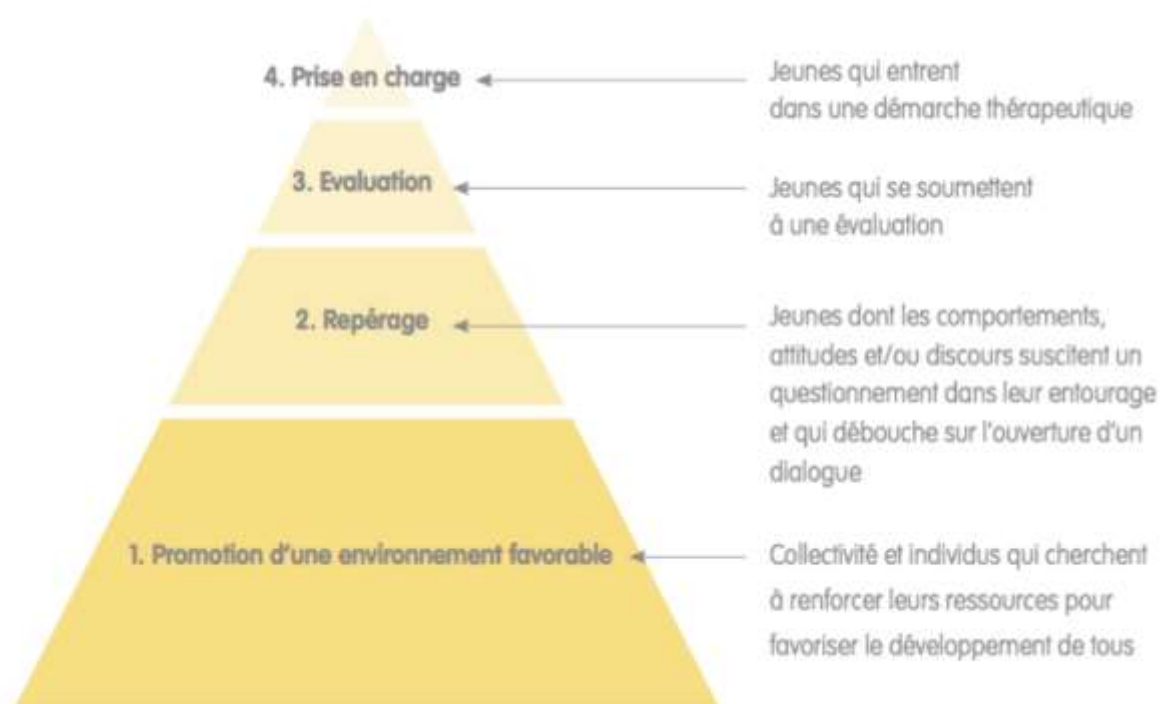 4. Prise en charge
Jeunes qui entrent
dans une démarche thérapeutique
3. Evaluation
Jeunes qui se soumettent
à une évaluation
2. Repérage
Jeunes dont les comportements,
attitudes et/ou discours suscitent un
questionnement dans leur entourage
et qui débouche sur l'ouverture d'un
dialogue
1. Promotion d'une environnement favorable
Collectivité et individus qui cherchent
à renforcer leurs ressources pour
favoriser le développement de tous